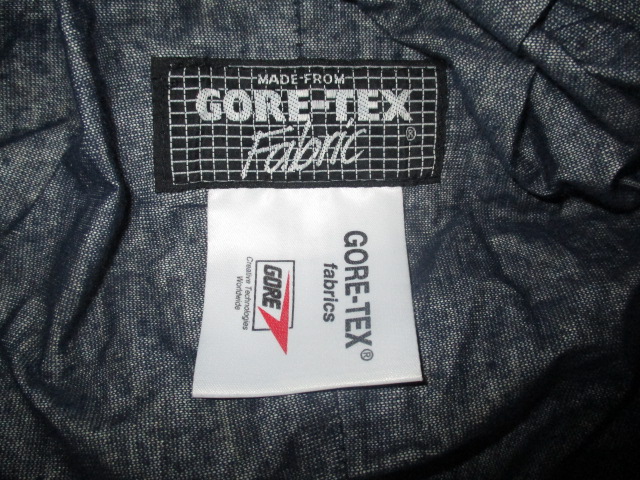 MADE FROM
GORE-TEX
Fabric ®
GORE-TEX®
fabrics
GORE
Creative Technologies
Worldwide